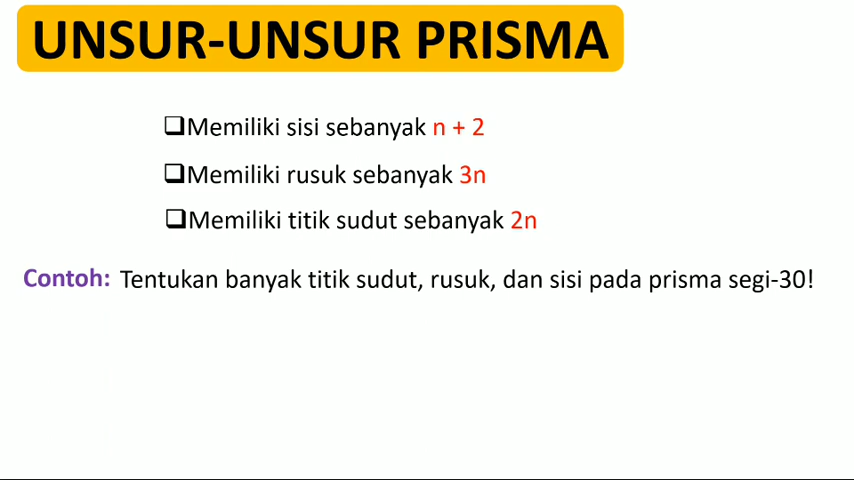 UNSUR-UNSUR PRISMA
❑Memiliki sisi sebanyak n + 2
❑Memiliki rusuk sebanyak 3n
❑Memiliki titik sudut sebanyak 2n
Contoh: Tentukan banyak titik sudut, rusuk, dan sisi pada prisma segi-30!